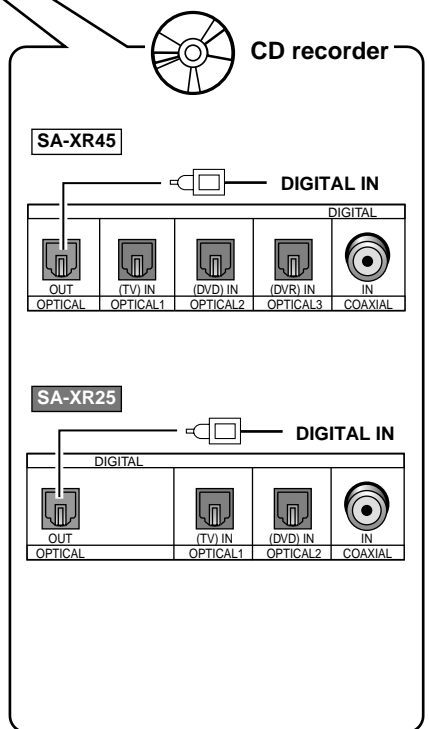 CD recorder
SA-XR45
DIGITAL IN
DIGITAL
OUT (TV) IN (DVD) IN (DVR) IN IN
OPTICAL OPTICAL1 OPTICAL2 OPTICAL3 COAXIAL
SA-XR25
DIGITAL IN
DIGITAL
OUT (TV) IN (DVD) IN IN
OPTICAL OPTICAL1 OPTICAL2 COAXIAL